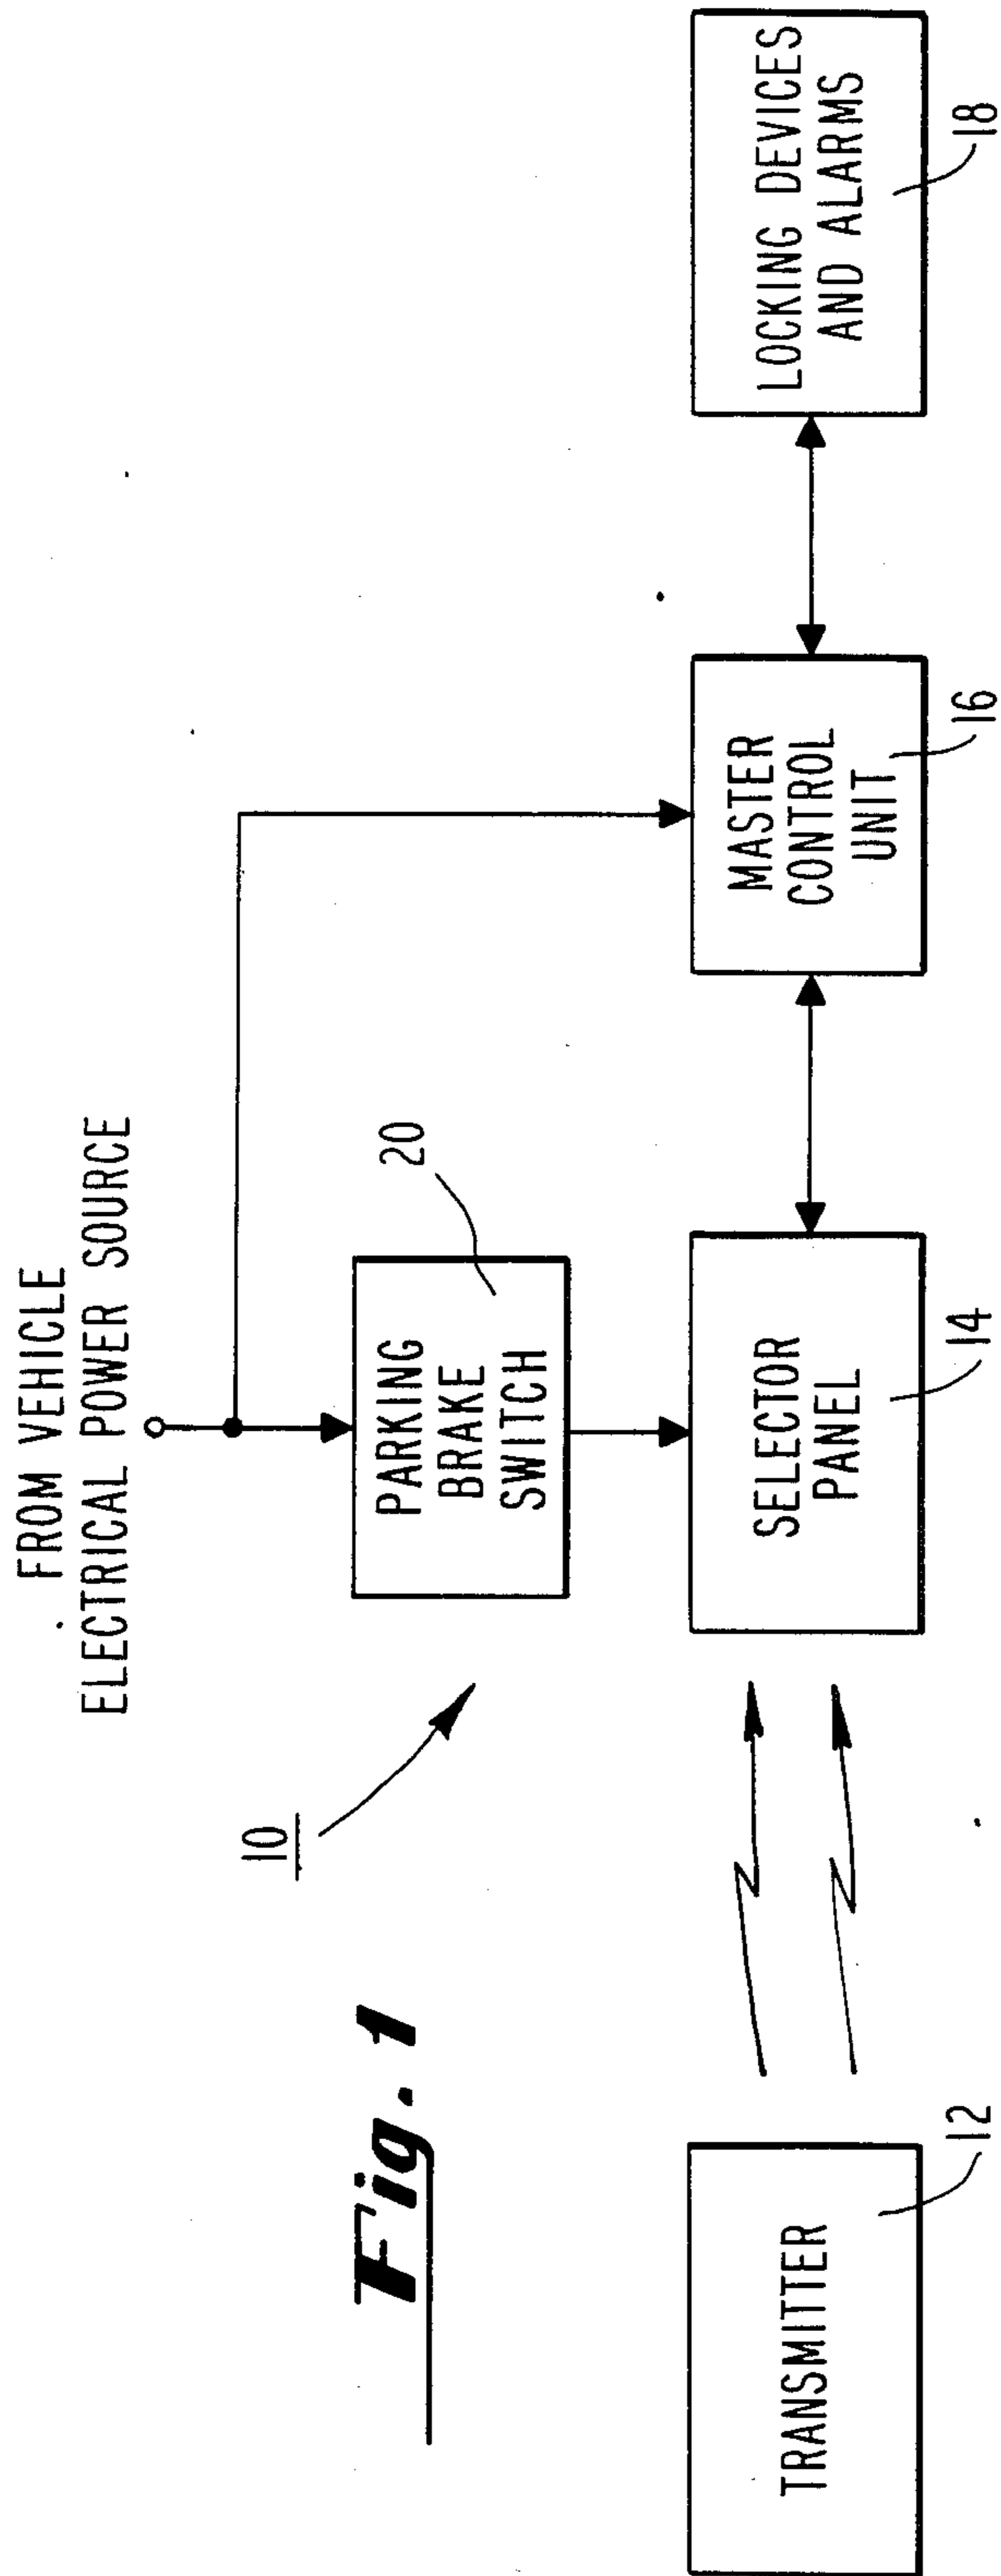 FROM VEHICLE
ELECTRICAL POWER SOURCE
10
PARKING
BRAKE
SWITCH
20
Fig. 1
TRANSMITTER
12
SELECTOR
PANEL
14
MASTER
CONTROL
UNIT
16
LOCKING DEVICES
AND ALARMS
18